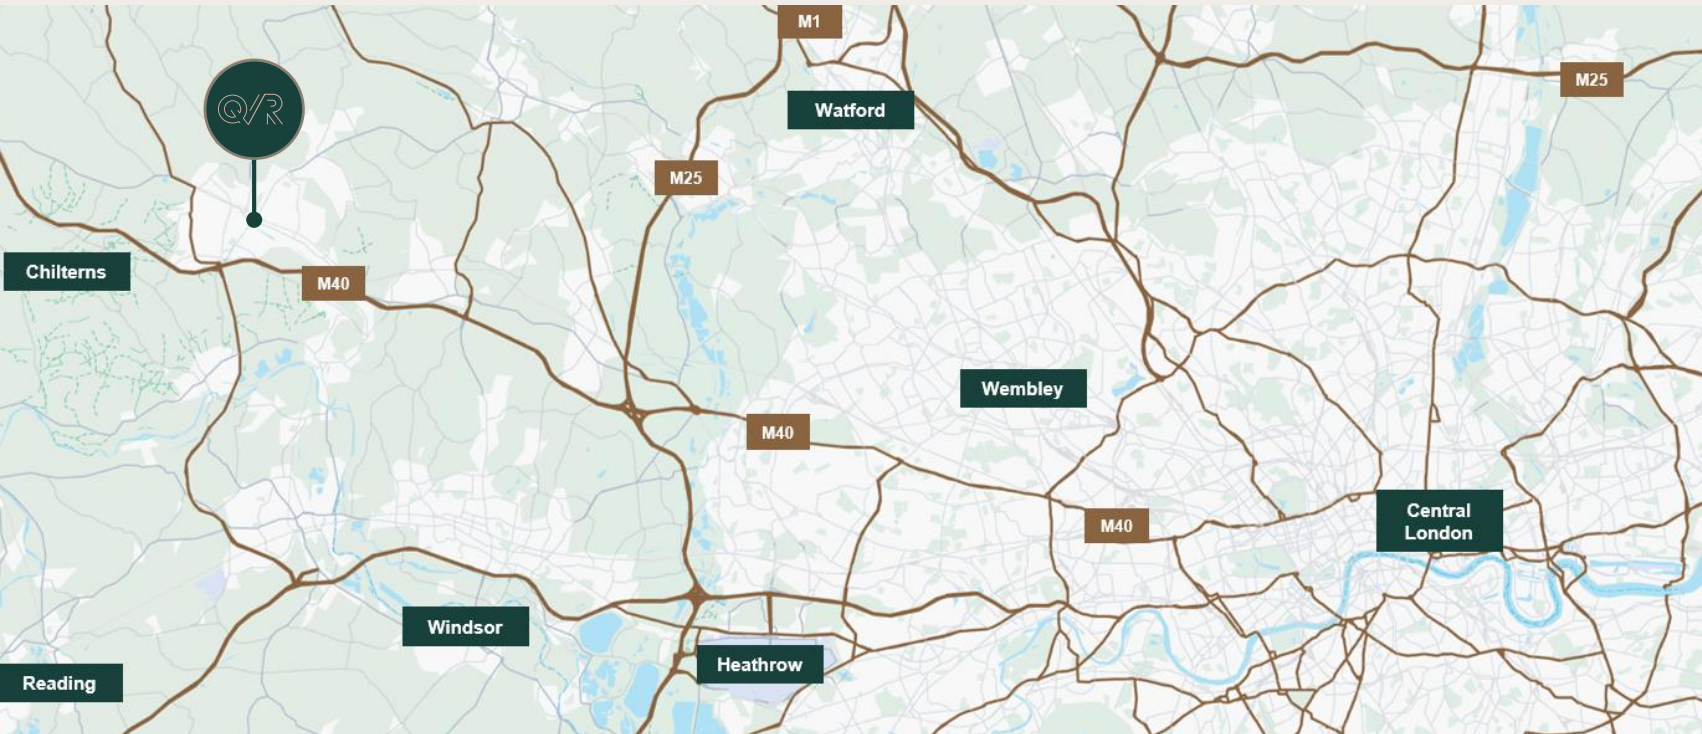 M1
M25
Watford
Q/R
M25
Chilterns
M40
Wembley
M40
Central
London
M40
Windsor
Heathrow
Reading